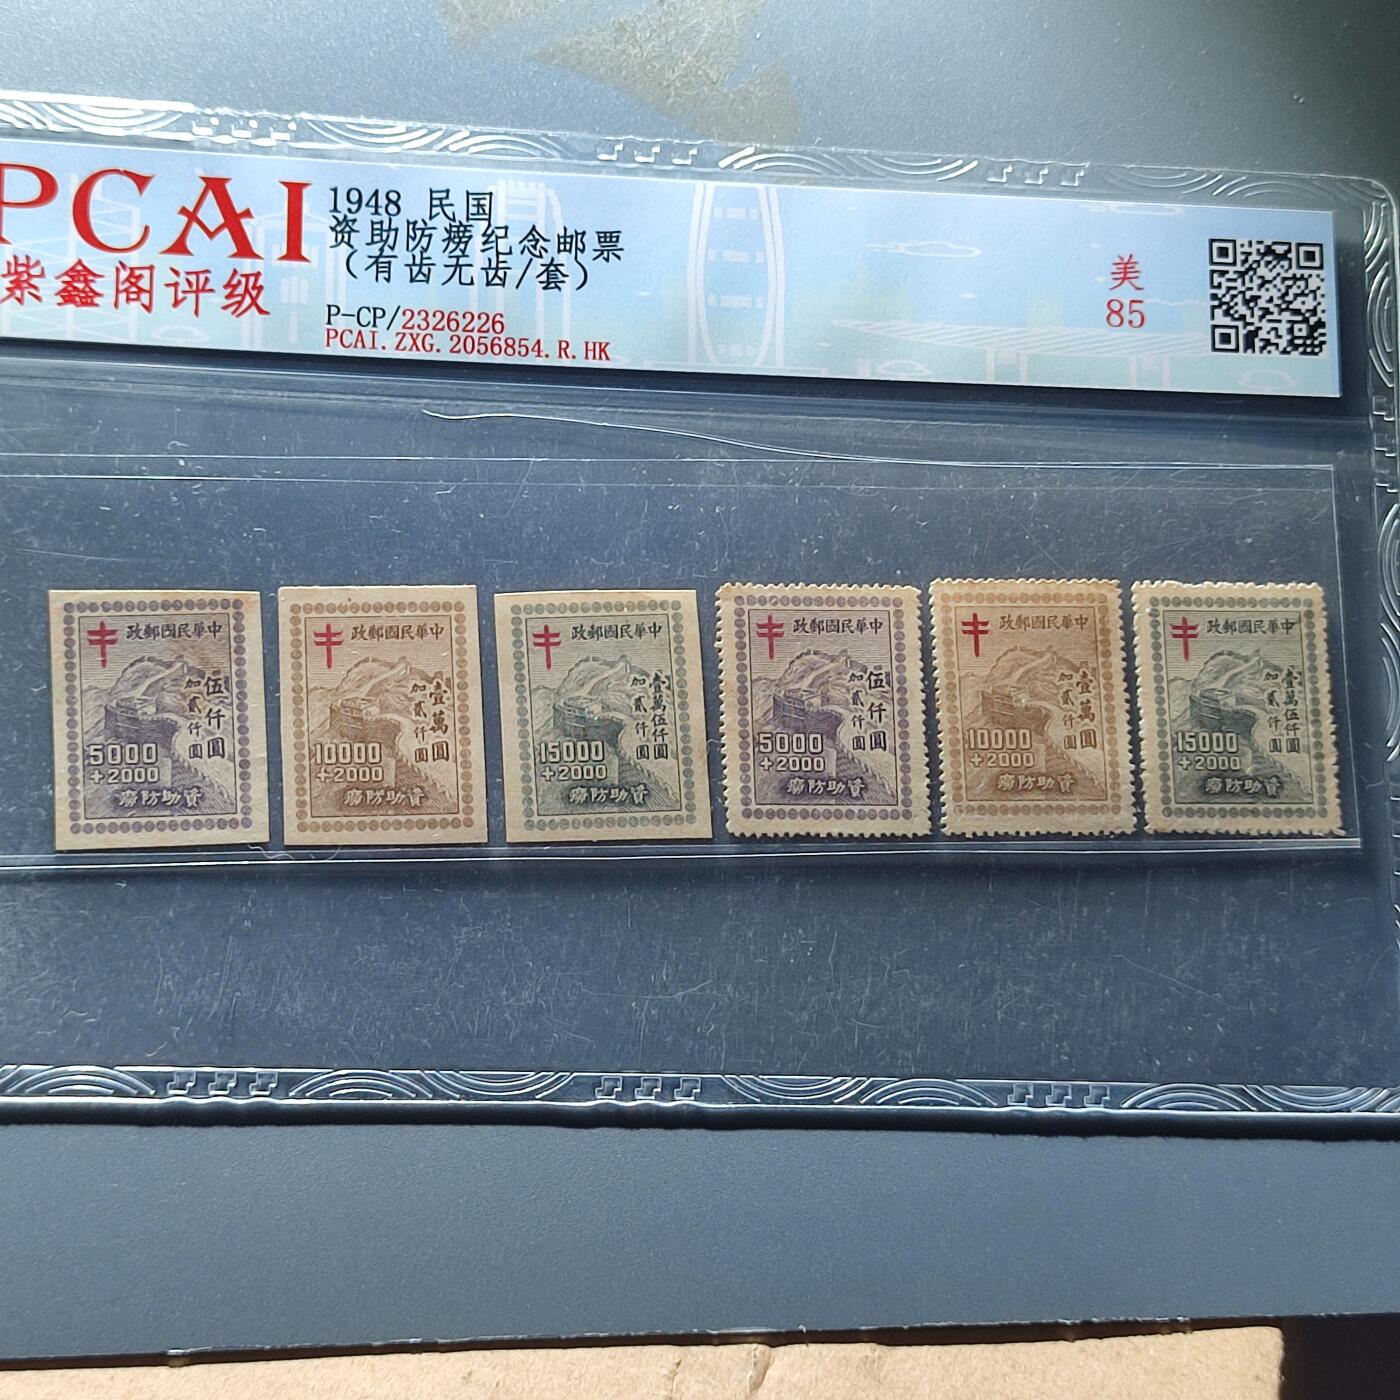 PCAI
紫鑫阁评级
1948 民国
资助防痨纪念邮票
（有齿无齿/套）
P-CP/2326226
PCAI.ZXG.2056854.R.HK
美
85
政郵國民華中
伍仟圓
加貳仟圓
5000
+2000
癆防助資
政郵國民華中
壹萬圓
加貳仟圓
10000
+2000
癆防助資
政郵國民華中
壹萬伍仟圓
加貳仟圓
15000
+2000
癆防助資
政郵國民華中
伍仟圓
加貳仟圓
5000
+2000
癆防助資
政郵國民華中
壹萬圓
加貳仟圓
10000
+2000
癆防助資
政郵國民華中
壹萬伍仟圓
加貳仟圓
15000
+2000
癆防助資